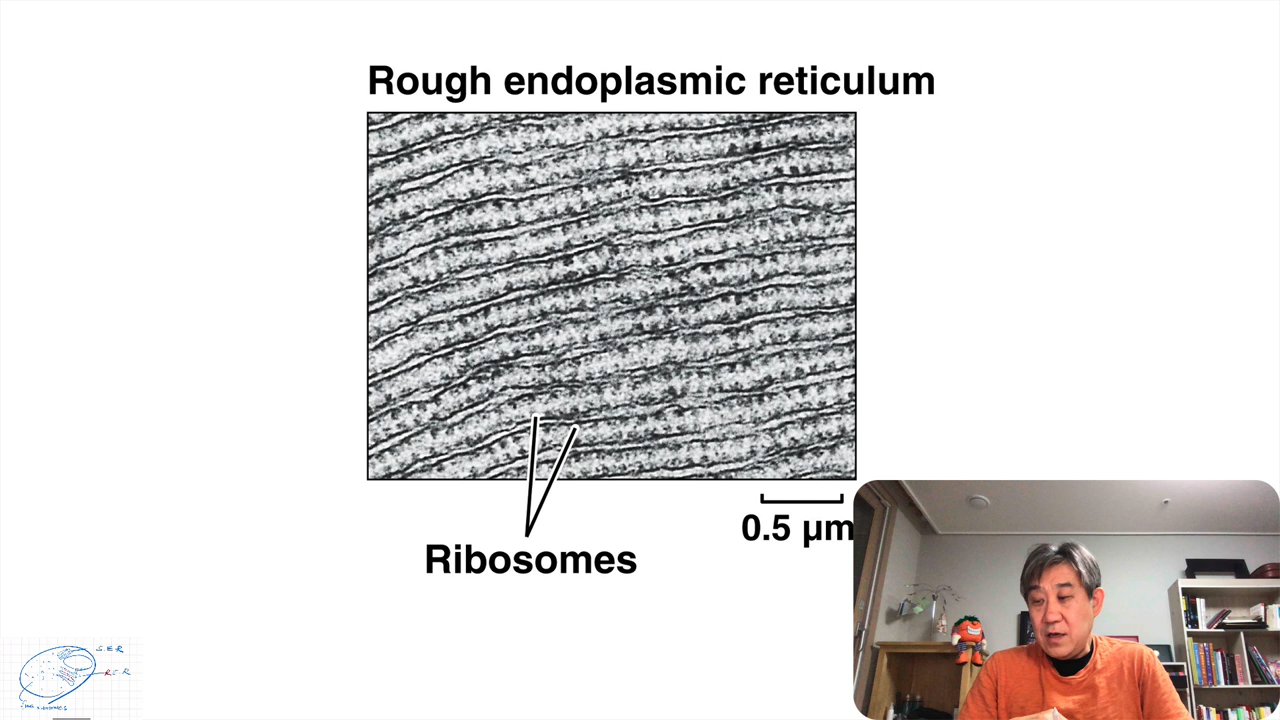 Rough endoplasmic reticulum
0.5 µm
Ribosomes
S.E.R
R.E.R